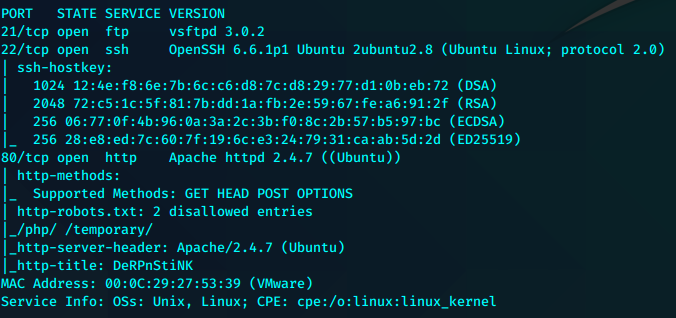 PORT   STATE SERVICE VERSION
21/tcp open  ftp     vsftpd 3.0.2
22/tcp open  ssh     OpenSSH 6.6.1p1 Ubuntu 2ubuntu2.8 (Ubuntu Linux; protocol 2.0)
| ssh-hostkey:
|   1024 12:4e:f8:6e:7b:6c:c6:d8:7c:d8:29:77:d1:0b:eb:72 (DSA)
|   2048 72:c5:1c:5f:81:7b:dd:1a:fb:2e:59:67:fe:a6:91:2f (RSA)
|   256 06:77:0f:4b:96:0a:3a:2c:3b:f0:8c:2b:57:b5:97:bc (ECDSA)
|_  256 28:e8:ed:7c:60:7f:19:6c:e3:24:79:31:ca:ab:5d:2d (ED25519)
80/tcp open  http    Apache httpd 2.4.7 ((Ubuntu))
| http-methods:
|_  Supported Methods: GET HEAD POST OPTIONS
| http-robots.txt: 2 disallowed entries
|_/php/ /temporary/
|_http-server-header: Apache/2.4.7 (Ubuntu)
|_http-title: DeRPnStiNK
MAC Address: 00:0C:29:27:53:39 (VMware)
Service Info: OSs: Unix, Linux; CPE: cpe:/o:linux:linux_kernel